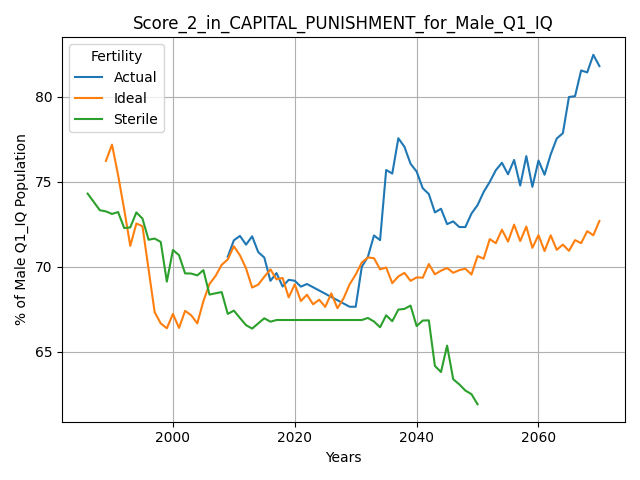 Score_2_in_CAPITAL_PUNISHMENT_for_Male_Q1_IQ
Fertility
Actual
Ideal
Sterile
% of Male Q1_IQ Population
80
75
70
65
2000
2020
2040
2060
Years